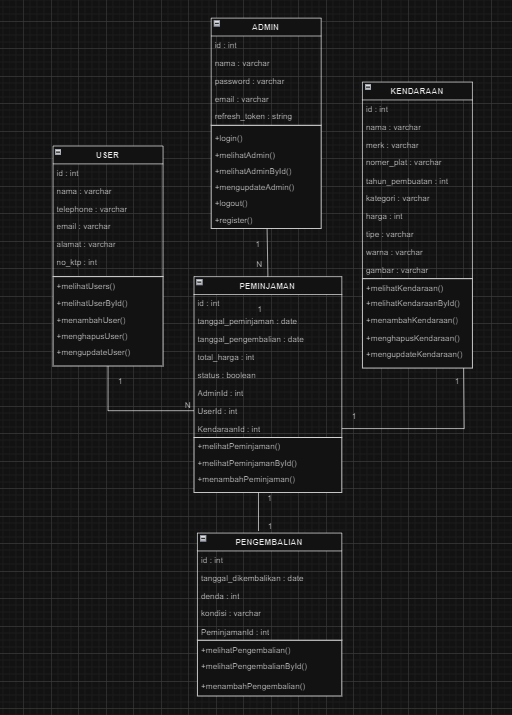 ADMIN
id : int
nama : varchar
password : varchar
email : varchar
refresh_token : string
+login()
+melihatAdmin()
+melihatAdminById()
+mengupdateAdmin()
+logout()
+register()
KENDARAAN
id : int
nama : varchar
merk : varchar
nomer_plat : varchar
tahun_pembuatan : int
kategori : varchar
harga : int
tipe : varchar
warna : varchar
gambar : varchar
+melihatKendaraan()
+melihatKendaraanById()
+menambahKendaraan()
+menghapusKendaraan()
+mengupdateKendaraan()
USER
id : int
nama : varchar
telephone : varchar
email : varchar
alamat : varchar
no_ktp : int
+melihatUsers()
+melihatUserById()
+menambahUser()
+menghapusUser()
+mengupdateUser()
1
N
PEMINJAMAN
id : int
1
tanggal_peminjaman : date
tanggal_pengembalian : date
total_harga : int
status : boolean
AdminId : int
UserId : int
KendaraanId : int
+melihatPeminjaman()
+melihatPeminjamanById()
+menambahPeminjaman()
1
N
1
1
1
1
PENGEMBALIAN
id : int
tanggal_dikembalikan : date
denda : int
kondisi : varchar
PeminjamanId : int
+melihatPengembalian()
+melihatPengembalianById()
+menambahPengembalian()